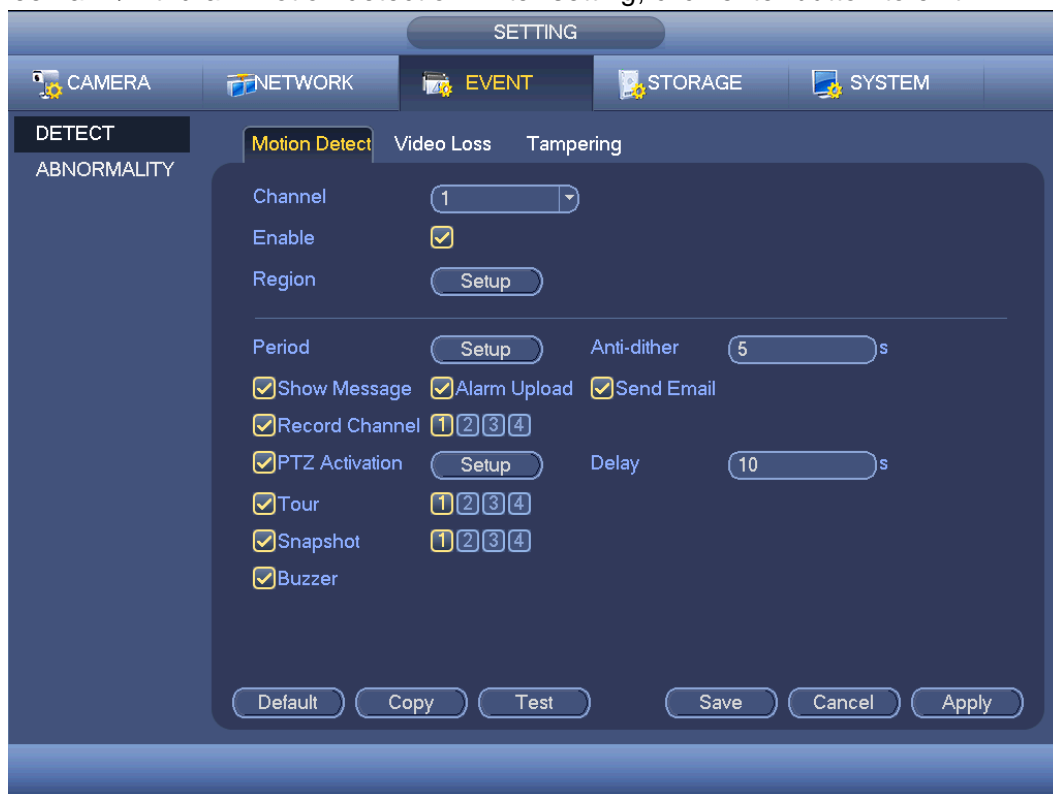 SETTING
CAMERA NETWORK EVENT STORAGE SYSTEM
DETECT
ABNORMALITY
Motion Detect Video Loss Tampering
Channel 1
Enable
Region Setup
Period Setup Anti-dither 5 s
Show Message Alarm Upload Send Email
Record Channel 1 2 3 4
PTZ Activation Setup Delay 10 s
Tour 1 2 3 4
Snapshot 1 2 3 4
Buzzer
Default Copy Test Save Cancel Apply